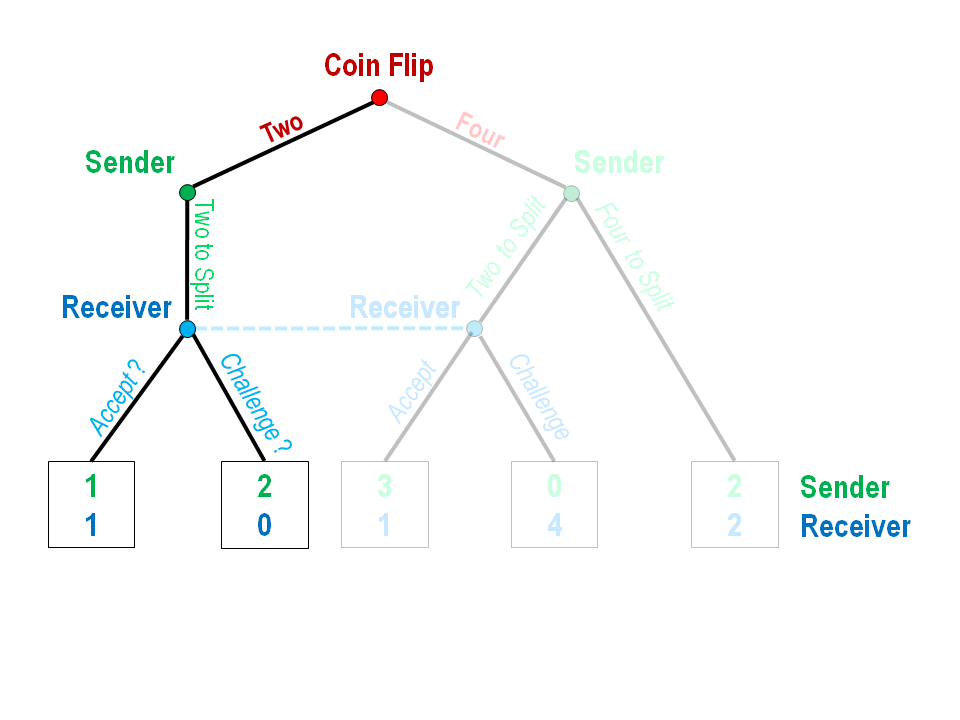 Coin Flip
Two
Four
Sender
Sender
Two to Split
Two to Split
Four to Split
Receiver
Receiver
Accept ?
Challenge ?
Accept
Challenge
1 2 3 0 2 Sender
1 0 1 4 2 Receiver